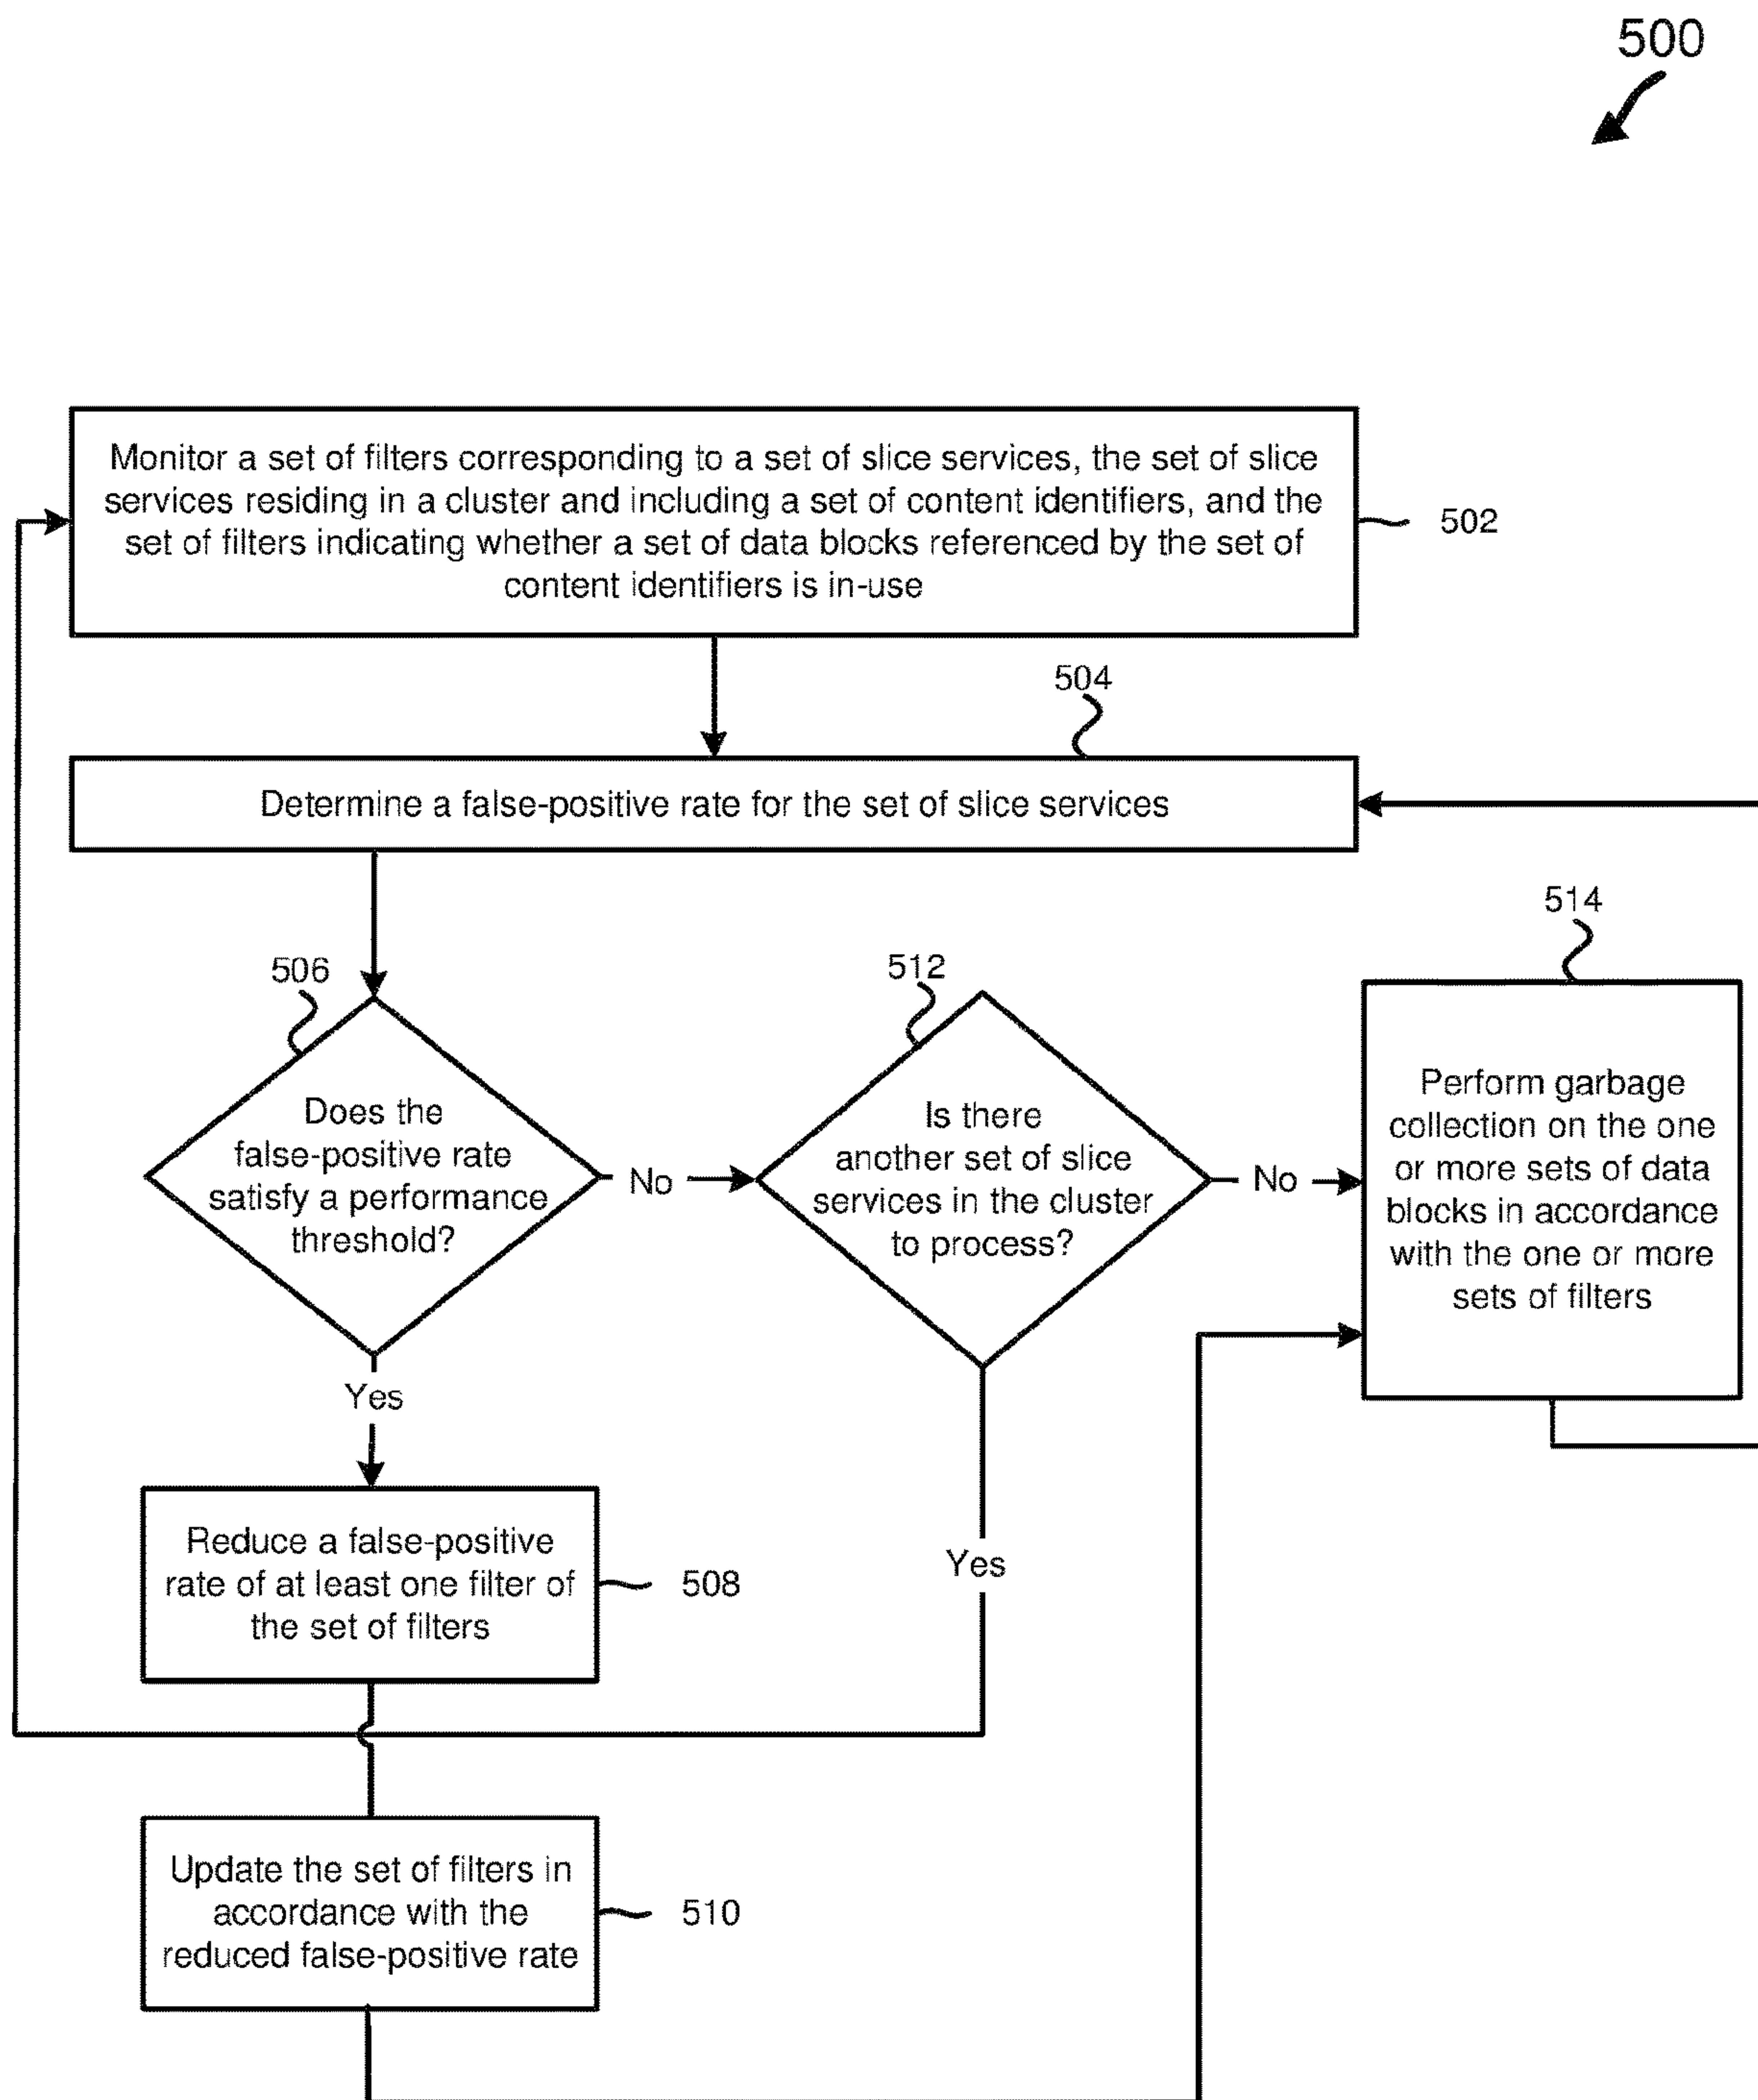 500
Monitor a set of filters corresponding to a set of slice services, the set of slice
services residing in a cluster and including a set of content identifiers, and the
set of filters indicating whether a set of data blocks referenced by the set of
content identifiers is in-use
502
504
Determine a false-positive rate for the set of slice services
506
Does the
false-positive rate
satisfy a performance
threshold?
No
512
Is there
another set of slice
services in the cluster
to process?
No
514
Perform garbage
collection on the one
or more sets of data
blocks in accordance
with the one or more
sets of filters
Yes
Reduce a false-positive
rate of at least one filter of
the set of filters
508
Yes
Update the set of filters in
accordance with the
reduced false-positive rate
510